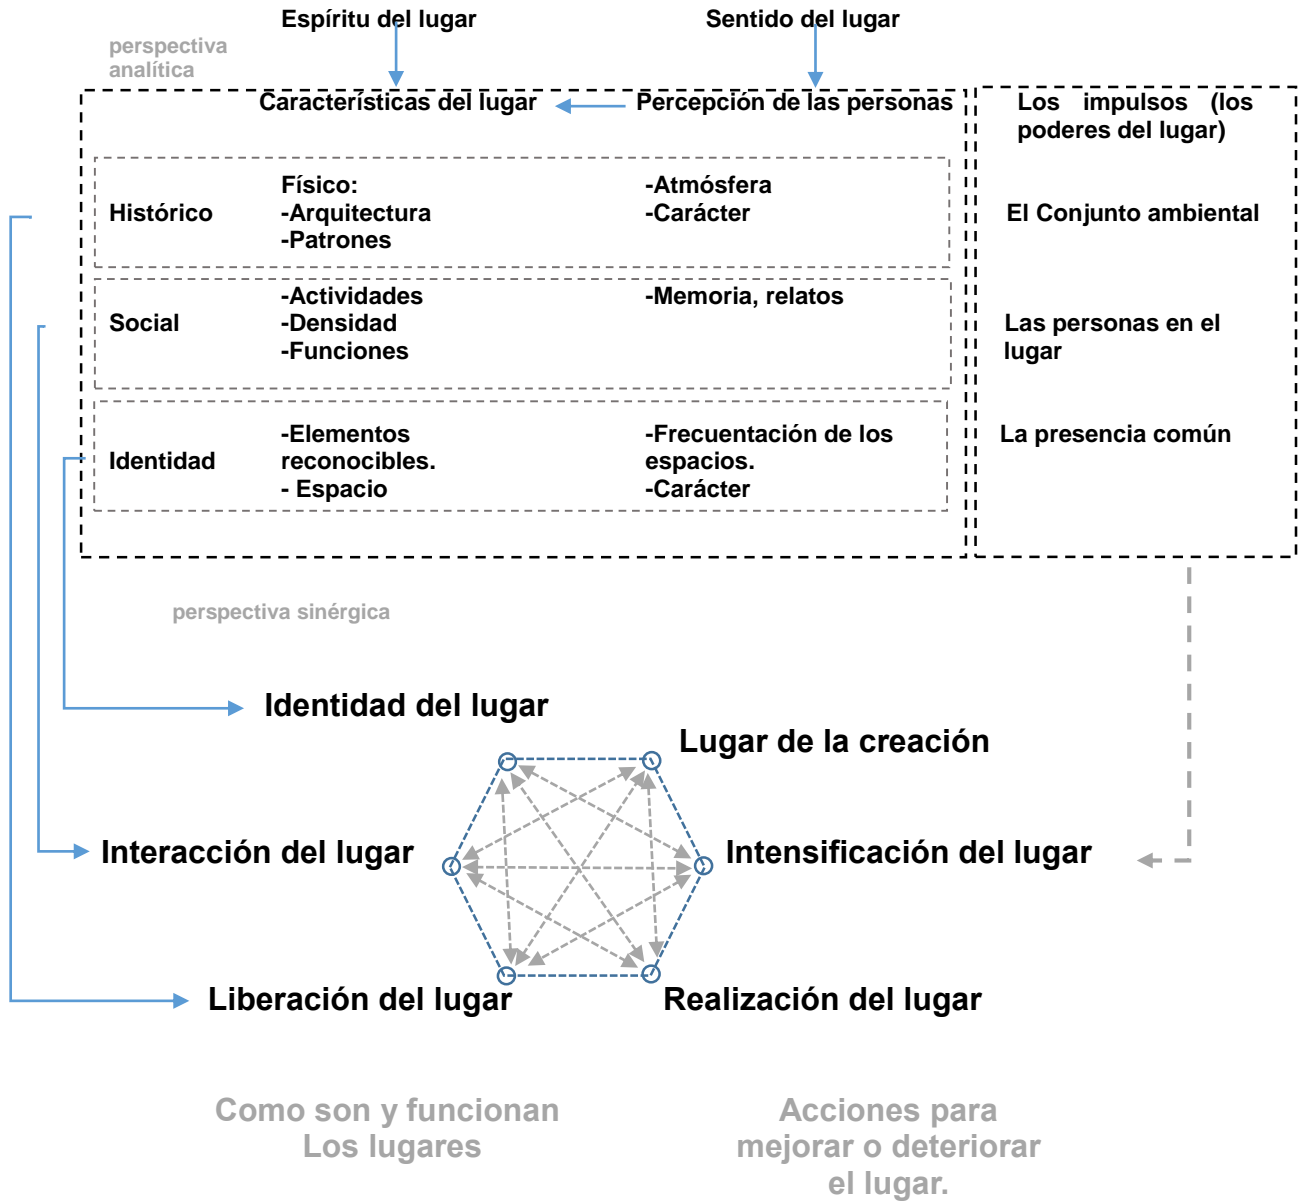 Espíritu del lugar
Sentido del lugar
perspectiva
analítica
Características del lugar
Percepción de las personas
Los impulsos (los
poderes del lugar)
Histórico
Físico:
-Arquitectura
-Patrones
-Atmósfera
-Carácter
El Conjunto ambiental
Social
-Actividades
-Densidad
-Funciones
-Memoria, relatos
Las personas en el
lugar
Identidad
-Elementos
reconocibles.
- Espacio
-Frecuentación de los
espacios.
-Carácter
La presencia común
perspectiva sinérgica
Identidad del lugar
Lugar de la creación
Interacción del lugar
Intensificación del lugar
Liberación del lugar
Realización del lugar
Como son y funcionan
Los lugares
Acciones para
mejorar o deteriorar
el lugar.